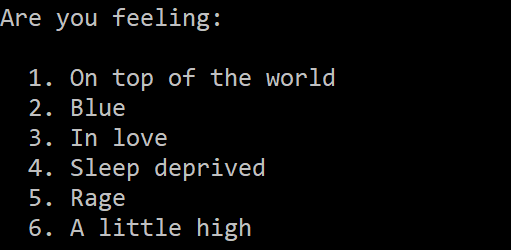 Are you feeling:
1. On top of the world
2. Blue
3. In love
4. Sleep deprived
5. Rage
6. A little high